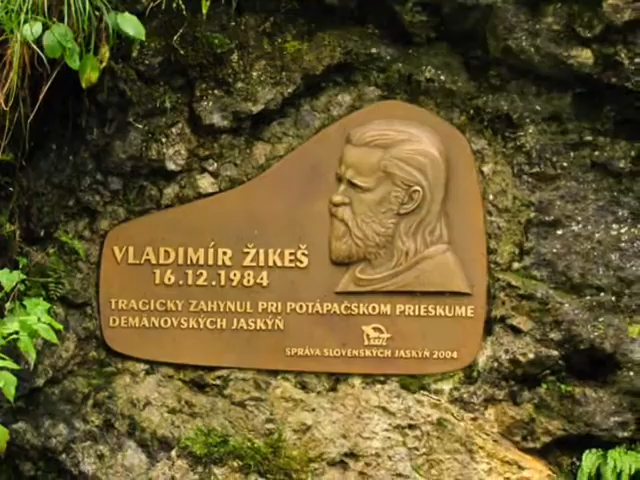 VLADIMÍR ŽIKEŠ
16.12.1984
TRAGICKY ZAHYNUL PRI POTÁPAČSKOM PRIESKUME
DEMÄNOVSKÝCH JASKÝŇ
SPRÁVA SLOVENSKÝCH JASKÝŇ 2004